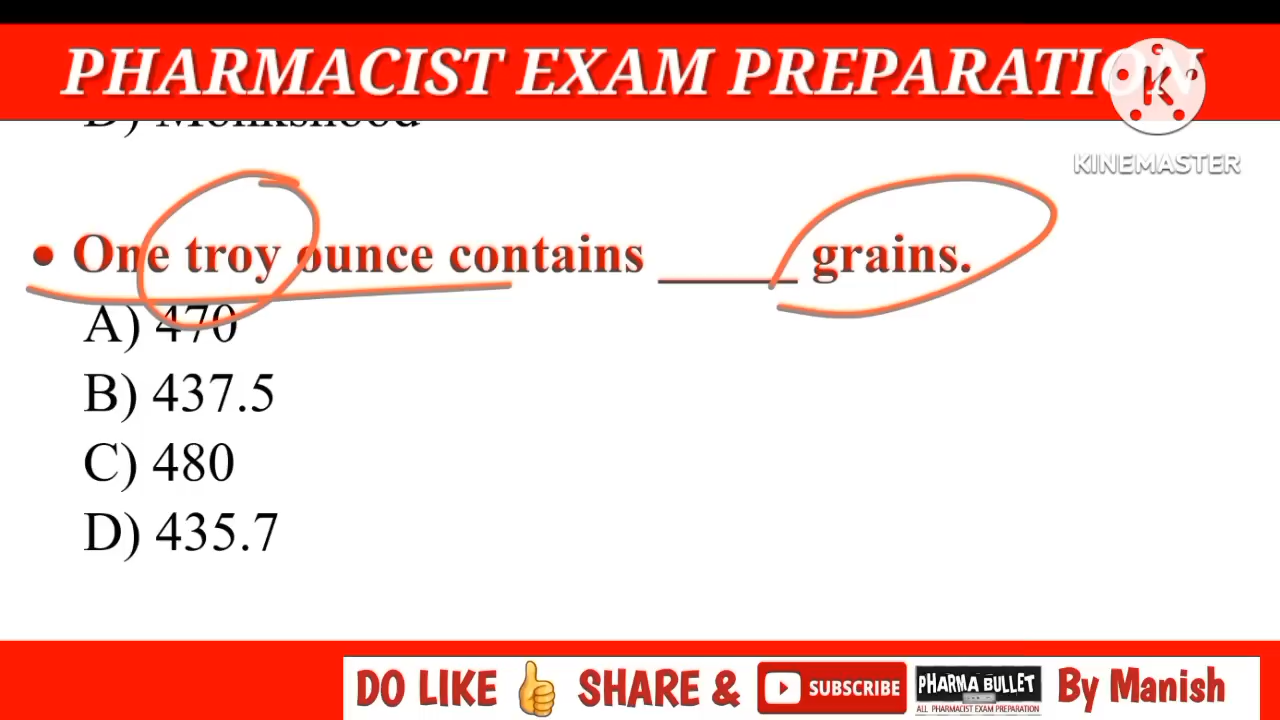 PHARMACIST EXAM PREPARATION
KINEMASTER
D) Monkshood
• One troy ounce contains _____ grains.
A) 470
B) 437.5
C) 480
D) 435.7
DO LIKE 👍 SHARE & SUBSCRIBE PHARMA BULLET By Manish
ALL PHARMACIST EXAM PREPARATION